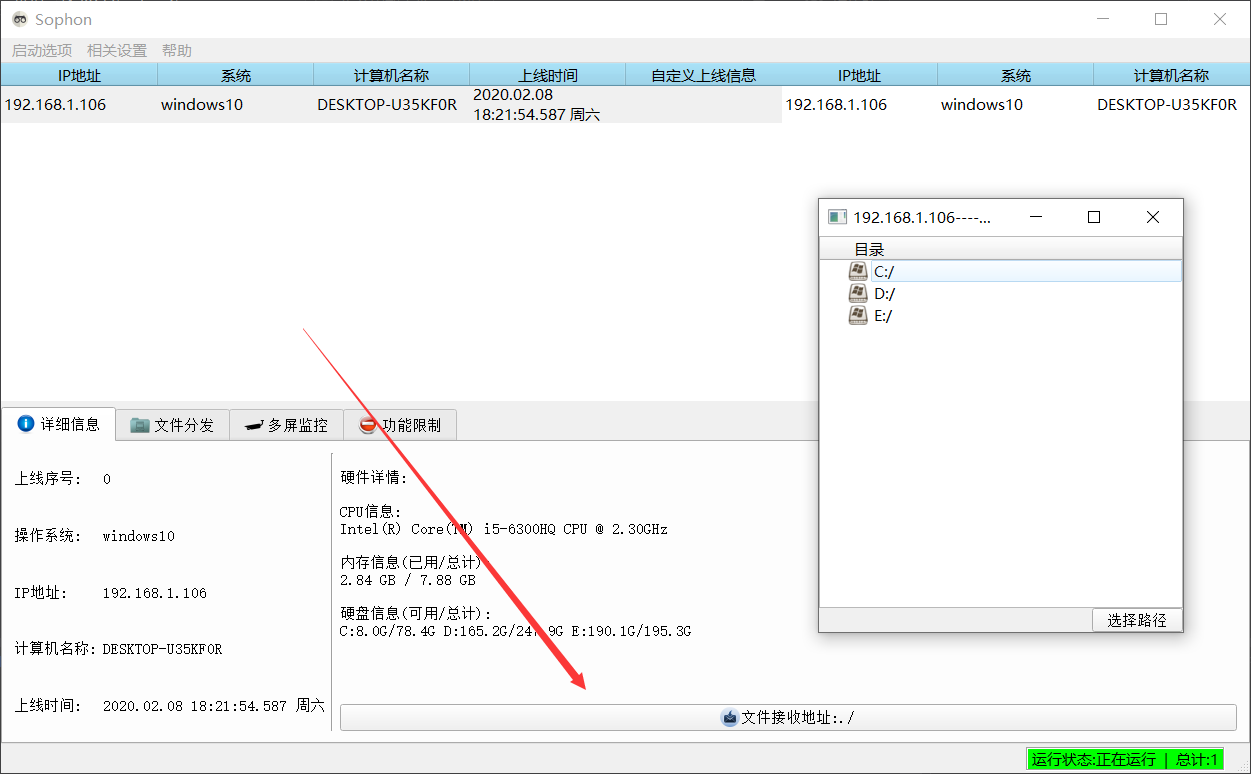 Sophon
启动选项 相关设置 帮助
IP地址 系统 计算机名称 上线时间 自定义上线信息 IP地址 系统 计算机名称
192.168.1.106 windows10 DESKTOP-U35KF0R 2020.02.08 192.168.1.106 windows10 DESKTOP-U35KF0R
18:21:54.587 周六
192.168.1.106----...
目录
C:/
D:/
E:/
选择路径
详细信息 文件分发 多屏监控 功能限制
上线序号: 0
操作系统: windows10
IP地址: 192.168.1.106
计算机名称: DESKTOP-U35KF0R
上线时间: 2020.02.08 18:21:54.587 周六
硬件详情:
CPU信息:
Intel(R) Core(TM) i5-6300HQ CPU @ 2.30GHz
内存信息(已用/总计)
2.84 GB / 7.88 GB
硬盘信息(可用/总计):
C:8.0G/78.4G D:165.2G/247.9G E:190.1G/195.3G
文件接收地址:./
运行状态:正在运行 | 总计:1